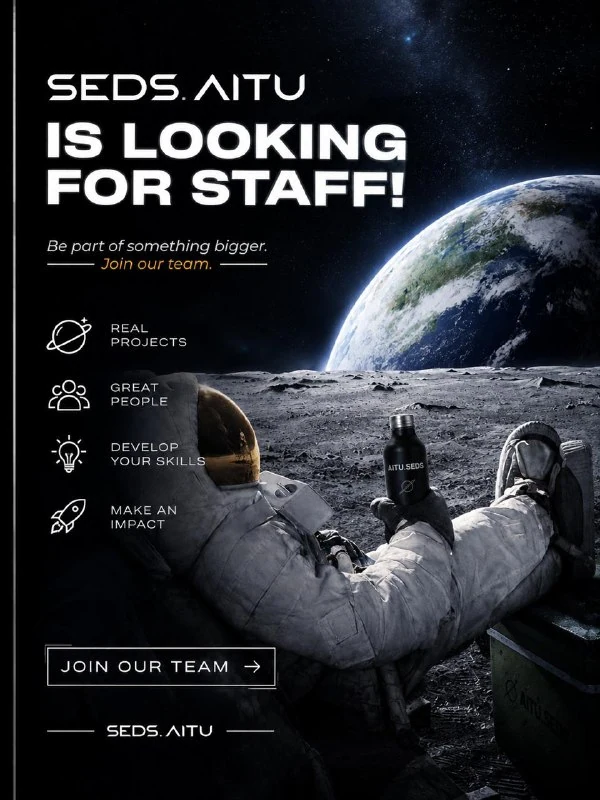 SEDS. AITU
IS LOOKING
FOR STAFF!
Be part of something bigger.
Join our team.
REAL
PROJECTS
GREAT
PEOPLE
DEVELOP
YOUR SKILLS
MAKE AN
IMPACT
AITU.SEDS
JOIN OUR TEAM →
SEDS. AITU